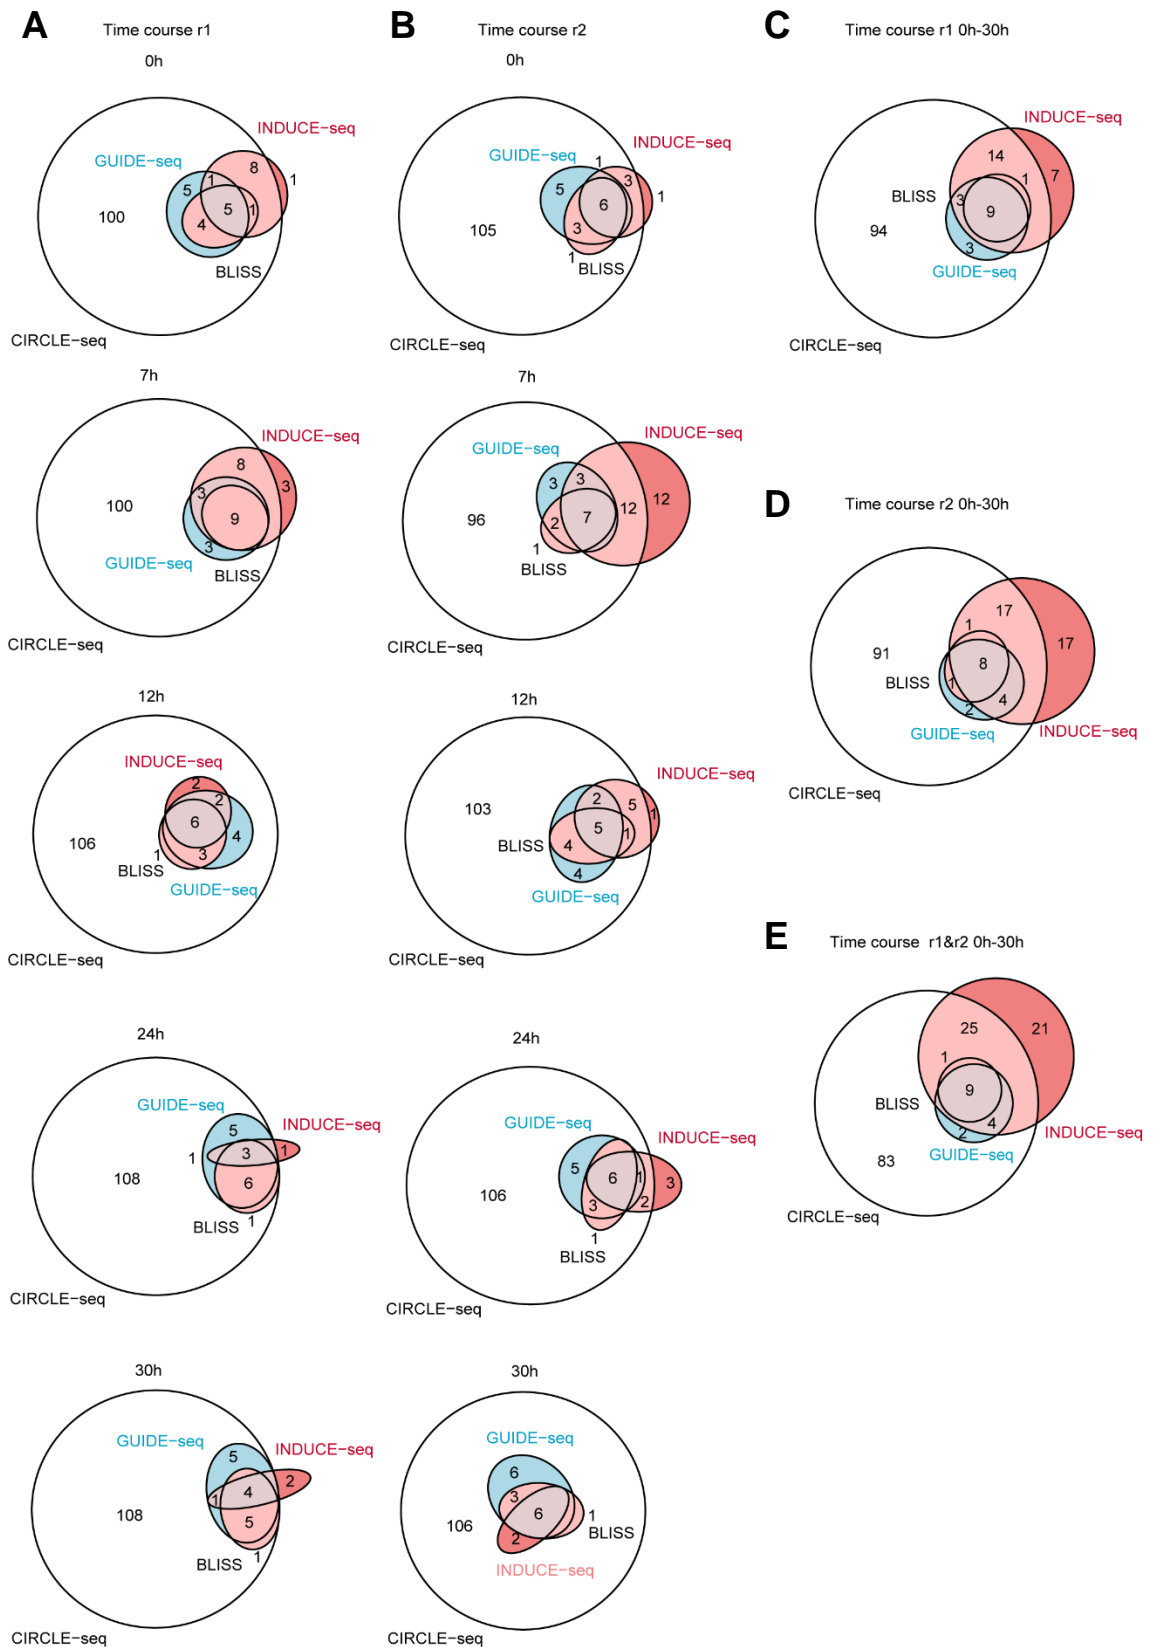 A
Time course r1
0h
INDUCE-seq
GUIDE-seq
8
1
5
1
100
5
1
4
BLISS
CIRCLE-seq
7h
INDUCE-seq
8
3
3
100
9
3
GUIDE-seq
BLISS
CIRCLE-seq
12h
INDUCE-seq
2
2
6
4
106
1
3
BLISS
GUIDE-seq
CIRCLE-seq
24h
GUIDE-seq
5
INDUCE-seq
1
3
1
108
6
BLISS
1
CIRCLE-seq
30h
GUIDE-seq
5
INDUCE-seq
2
1
4
108
5
BLISS
1
CIRCLE-seq
B
Time course r2
0h
INDUCE-seq
GUIDE-seq
1
5
3
1
6
105
3
1
BLISS
CIRCLE-seq
7h
INDUCE-seq
GUIDE-seq
3
3
12
12
96
2
7
1
BLISS
CIRCLE-seq
12h
INDUCE-seq
2
5
1
103
5
1
BLISS
4
4
GUIDE-seq
CIRCLE-seq
24h
GUIDE-seq
INDUCE-seq
5
6
1
3
106
3
2
1
BLISS
CIRCLE-seq
30h
GUIDE-seq
6
3
6
1
106
BLISS
2
INDUCE-seq
CIRCLE-seq
C
Time course r1 0h-30h
INDUCE-seq
14
1
7
BLISS
3
9
94
3
GUIDE-seq
CIRCLE-seq
D
Time course r2 0h-30h
17
1
17
91
8
BLISS
1
4
2
GUIDE-seq
INDUCE-seq
CIRCLE-seq
E
Time course r1&r2 0h-30h
25
21
1
9
BLISS
4
2
INDUCE-seq
GUIDE-seq
83
CIRCLE-seq